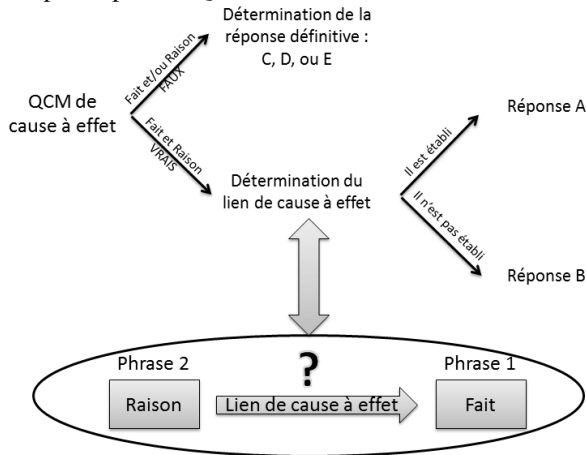 Détermination de la
réponse définitive :
C, D, ou E
Fait et/ou Raison
FAUX
QCM de
cause à effet
Fait et Raison
VRAIS
Détermination du
lien de cause à effet
Il est établi
Réponse A
Il n'est pas établi
Réponse B
?
Phrase 2
Phrase 1
Raison
Lien de cause à effet
Fait